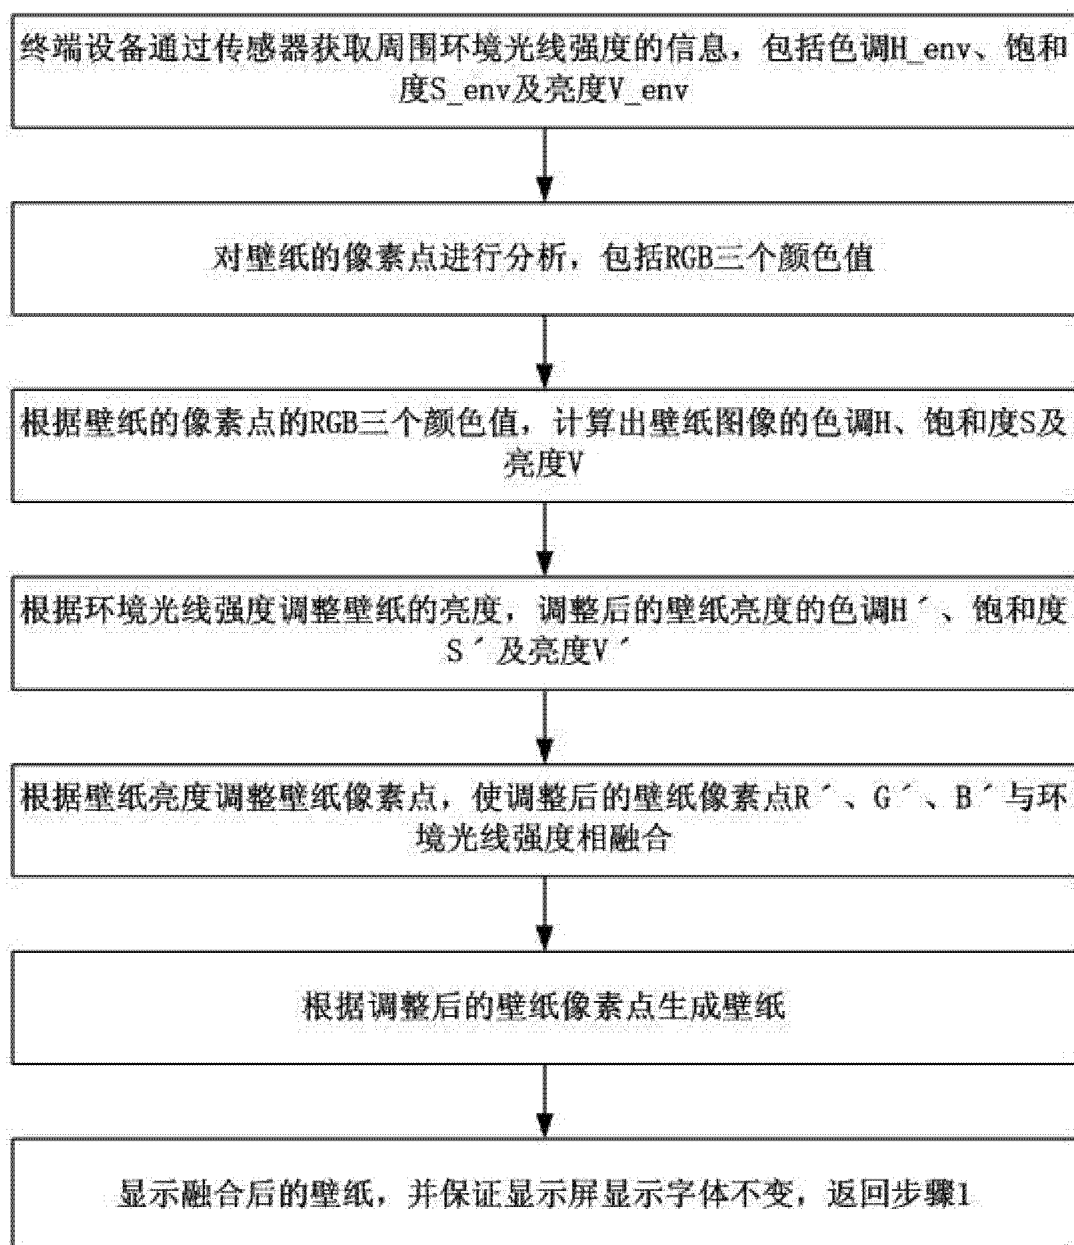 终端设备通过传感器获取周围环境光线强度的信息，包括色调H_env、饱和
度S_env及亮度V_env
对壁纸的像素点进行分析，包括RGB三个颜色值
根据壁纸的像素点的RGB三个颜色值，计算出壁纸图像的色调H、饱和度S及
亮度V
根据环境光线强度调整壁纸的亮度，调整后的壁纸亮度的色调H´、饱和度
S´及亮度V´
根据壁纸亮度调整壁纸像素点，使调整后的壁纸像素点R´、G´、B´与环
境光线强度相融合
根据调整后的壁纸像素点生成壁纸
显示融合后的壁纸，并保证显示屏显示字体不变，返回步骤1